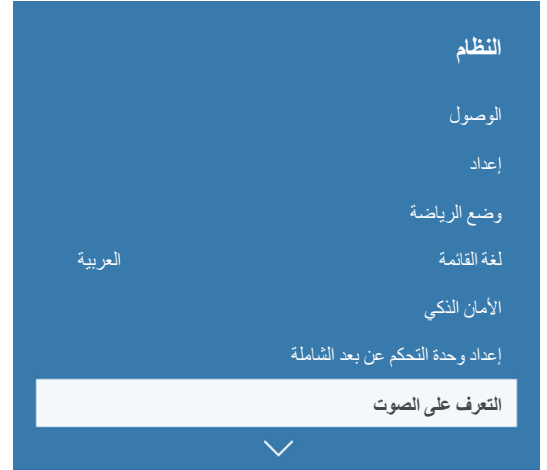 النظام
الوصول
إعداد
وضع الرياضة
لغة القائمة العربية
الأمان الذكي
إعداد وحدة التحكم عن بعد الشاملة
التعرف على الصوت